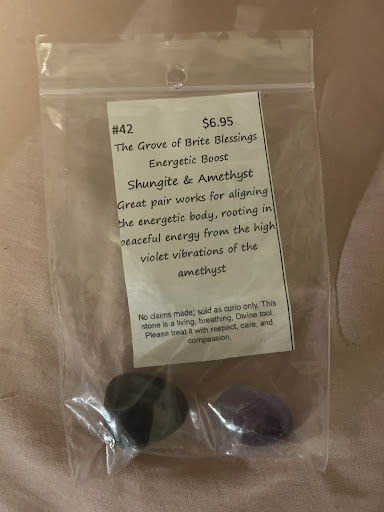 #42 $6.95
The Grove of Brite Blessings
Energetic Boost
Shungite & Amethyst
Great pair works for aligning
the energetic body, rooting in
peaceful energy from the high
violet vibrations of the
amethyst
No claims made; sold as curio only. This
stone is a living, breathing, Divine tool
Please treat it with respect, care, and
compassion.